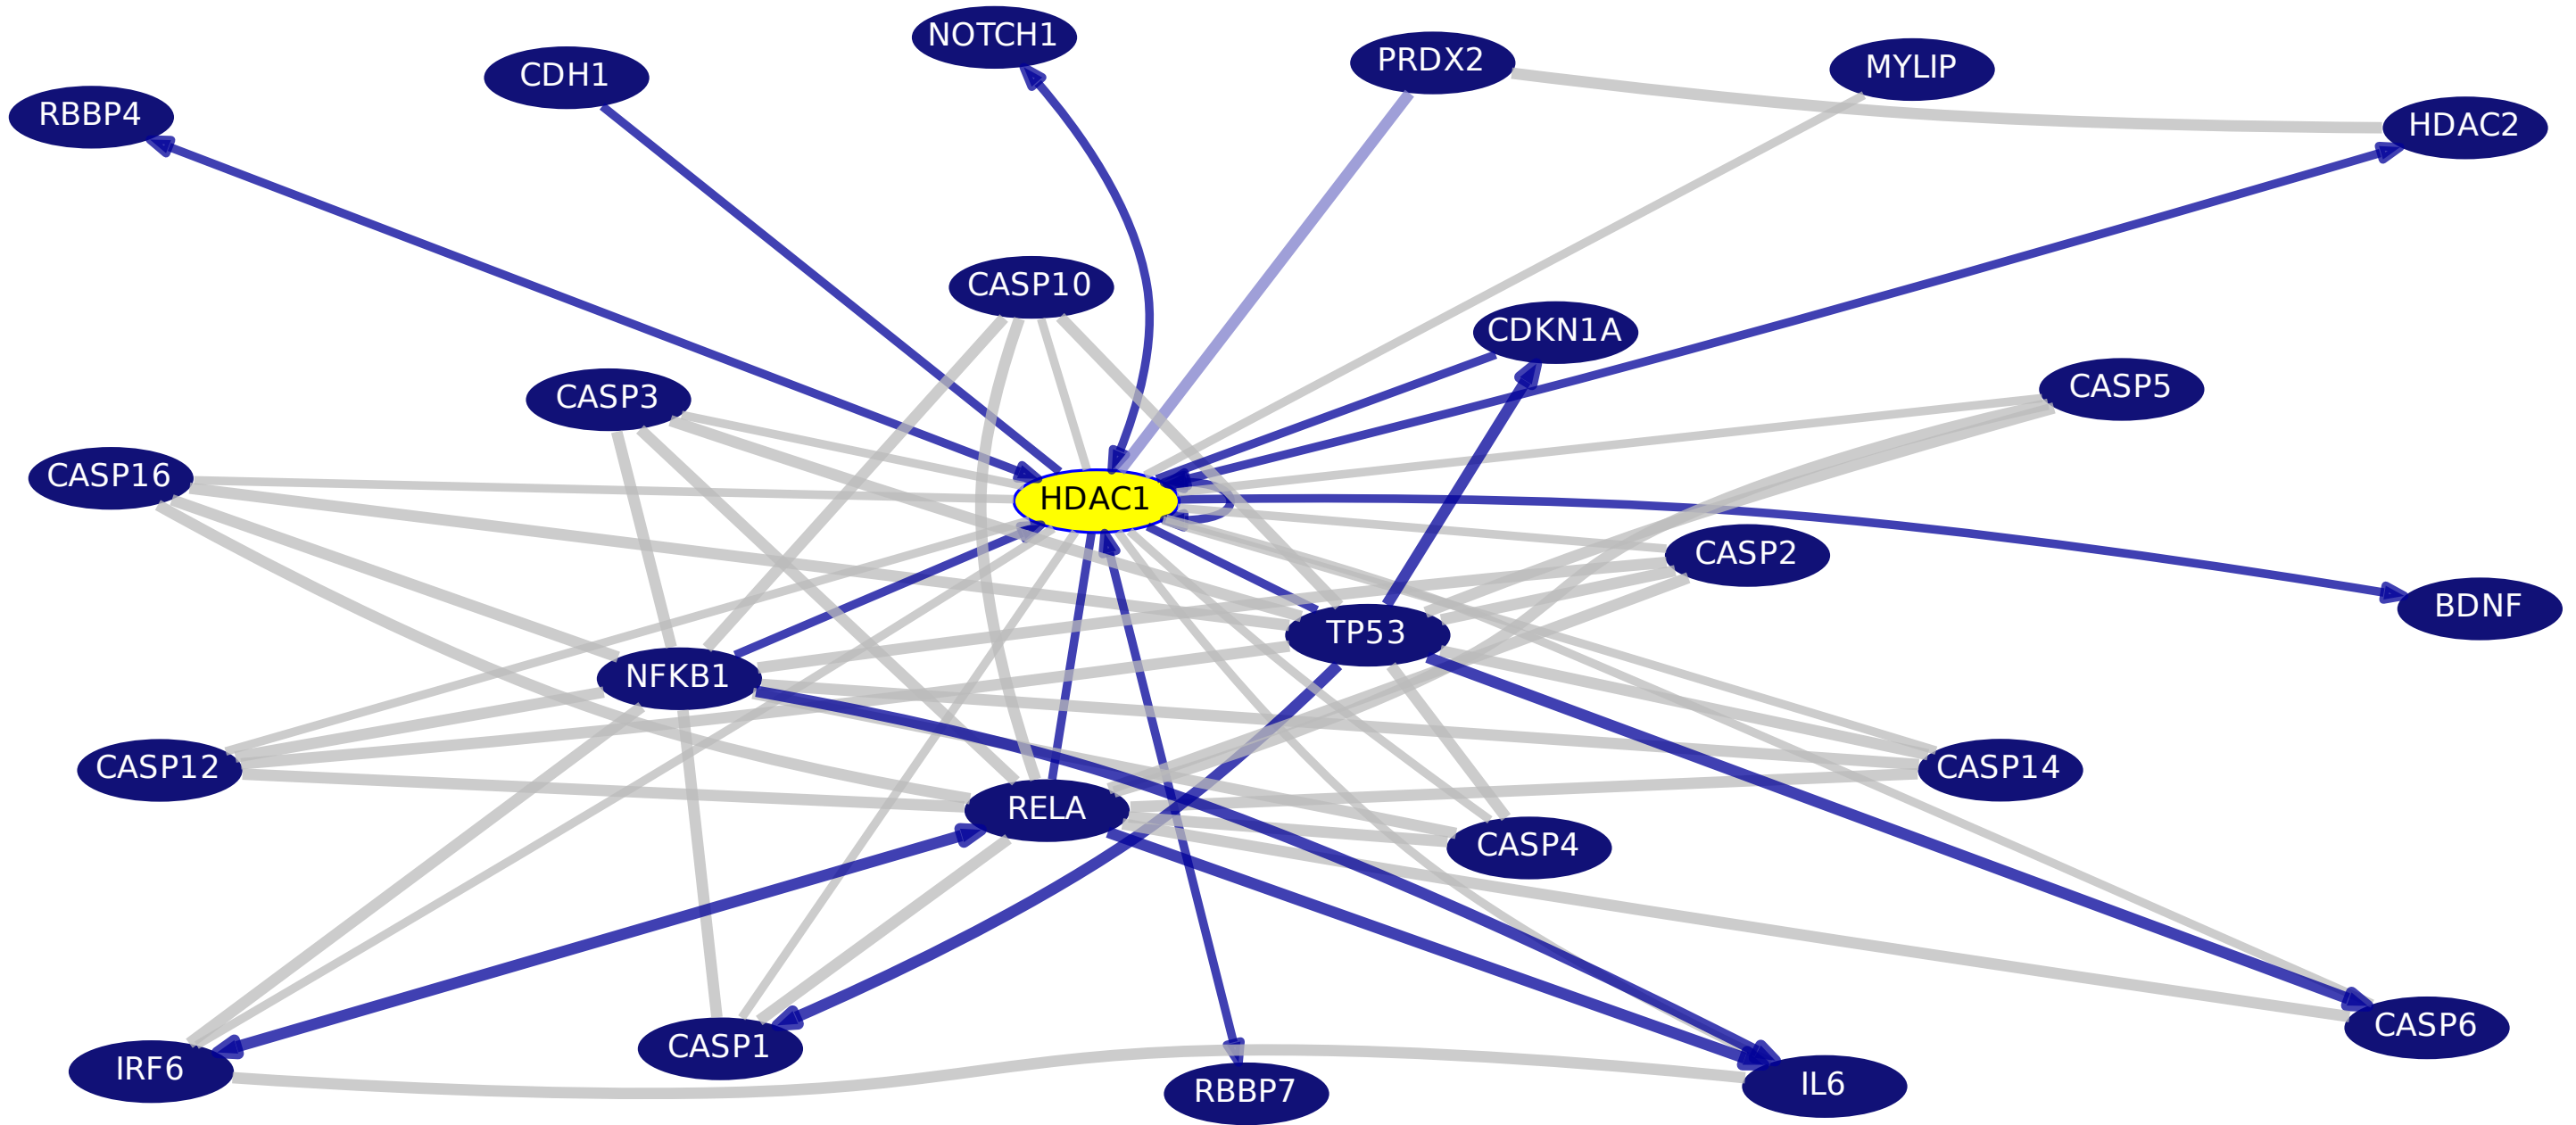 NOTCH1
PRDX2
MYLIP
CDH1
RBBP4
HDAC2
CASP10
CDKN1A
CASP5
CASP3
CASP16
HDAC1
CASP2
BDNF
TP53
NFKB1
CASP12
CASP14
RELA
CASP4
CASP6
CASP1
IRF6
IL6
RBBP7